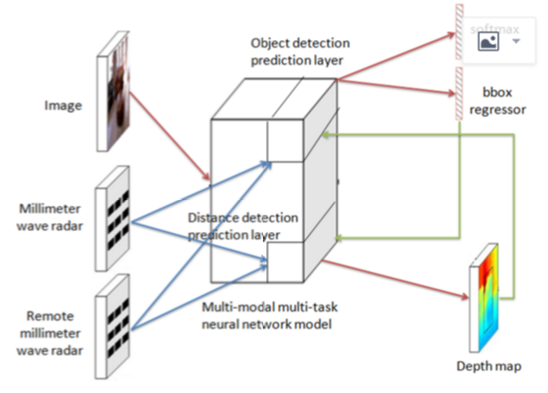 softmax
Object detection
prediction layer
Image
bbox
regressor
Millimeter
wave radar
Distance detection
prediction layer
Multi-modal multi-task
neural network model
Remote
millimeter
wave radar
Depth map